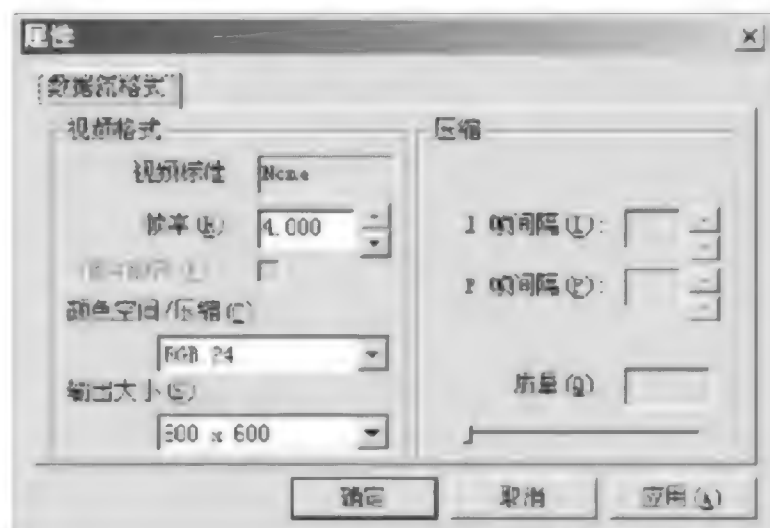 属性
数据流格式
视频格式
视频标准 None
帧率(R) 4.000
颜色空间/压缩(C)
RGB 24
输出大小(S)
800 x 600
压缩
I 帧间隔(I):
P 帧间隔(P):
质量(Q)
确定
取消
应用(A)